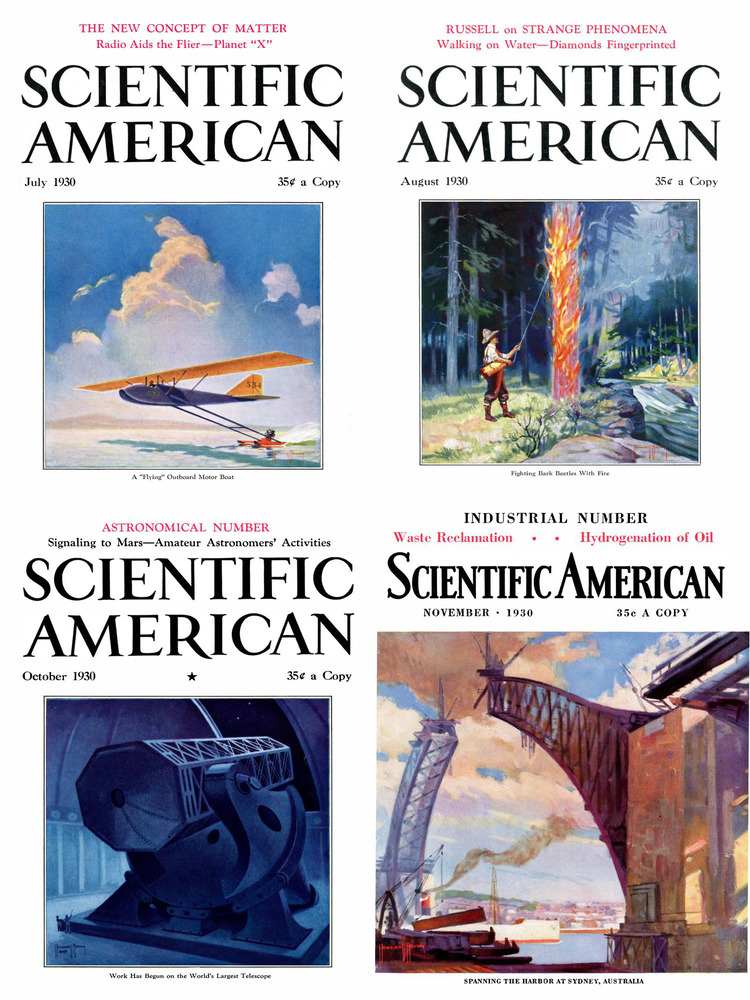 THE NEW CONCEPT OF MATTER
Radio Aids the Flier—Planet “X”
SCIENTIFIC
AMERICAN
July 1930 35¢ a Copy
A "Flying" Outboard Motor Boat
RUSSELL on STRANGE PHENOMENA
Walking on Water—Diamonds Fingerprinted
SCIENTIFIC
AMERICAN
August 1930 35¢ a Copy
Fighting Bark Beetles With Fire
ASTRONOMICAL NUMBER
Signaling to Mars—Amateur Astronomers' Activities
SCIENTIFIC
AMERICAN
October 1930 ★ 35¢ a Copy
Work Has Begun on the World's Largest Telescope
INDUSTRIAL NUMBER
Waste Reclamation • • Hydrogenation of Oil
SCIENTIFIC AMERICAN
NOVEMBER · 1930 35c A COPY
SPANNING THE HARBOR AT SYDNEY, AUSTRALIA